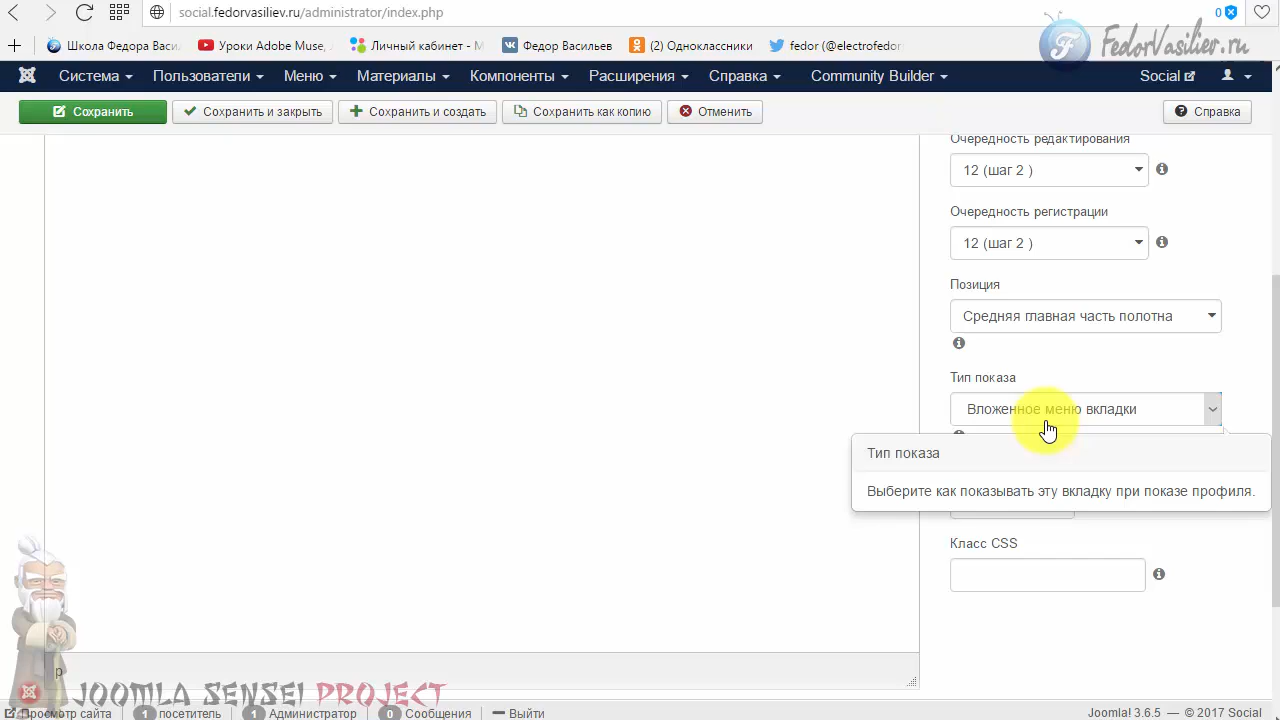 social.fedorvasiliev.ru/administrator/index.php
0
Школа Федора Васи
Уроки Adobe Muse,
Личный кабинет - М
Федор Васильев
(2) Одноклассники
fedor (@electrofedor
FedorVasiliev.ru
Система
Пользователи
Меню
Материалы
Компоненты
Расширения
Справка
Community Builder
Social
Сохранить
Сохранить и закрыть
Сохранить и создать
Сохранить как копию
Отменить
Справка
Очередность редактирования
12 (шаг 2 )
Очередность регистрации
12 (шаг 2 )
Позиция
Средняя главная часть полотна
Тип показа
Вложенное меню вкладки
Тип показа
Выберите как показывать эту вкладку при показе профиля.
Класс CSS
p
JOOMLA SENSEI PROJECT
Просмотр сайта
1 посетитель
1 Администратор
0 Сообщения
Выйти
Joomla! 3.6.5 — © 2017 Social